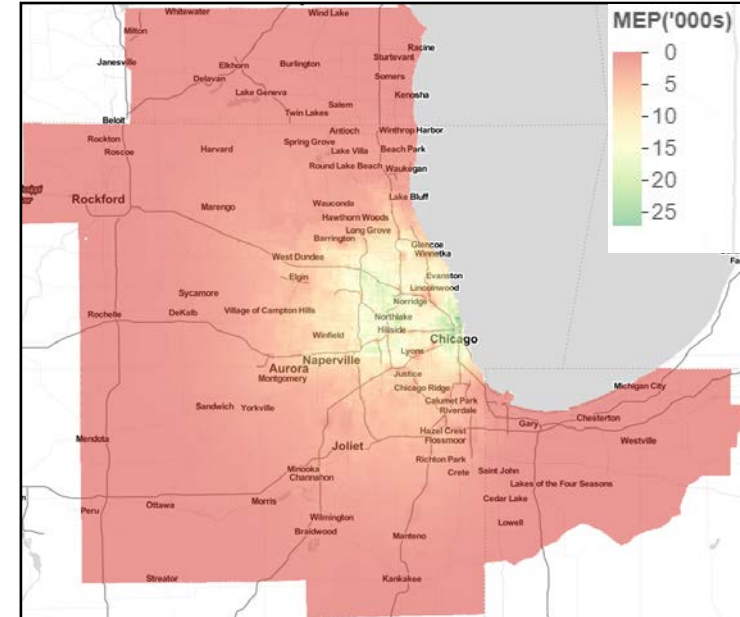 MEP('000s)
0
5
10
15
20
25
Whitewater
Wind Lake
Milton
Racine
Janesville
Elkhorn
Burlington
Sturtevant
Delavan
Somers
Lake Geneva
Kenosha
Salem
Twin Lakes
Beloit
Antioch
Winthrop Harbor
Rockton
Spring Grove
Roscoe
Harvard
Lake Villa
Beach Park
Round Lake Beach
Waukegan
Rockford
Lake Bluff
Marengo
Wauconda
Hawthorn Woods
Long Grove
Barrington
Glencoe
Winnetka
West Dundee
Elgin
Evanston
Lincolnwood
Sycamore
Norridge
Rochelle
DeKalb
Village of Campton Hills
Northlake
Hillside
Winfield
Chicago
Lyons
Naperville
Aurora
Montgomery
Justice
Chicago Ridge
Michigan City
Sandwich
Yorkville
Calumet Park
Riverdale
Chesterton
Gary
Hazel Crest
Flossmoor
Mendota
Westville
Joliet
Richton Park
Minooka
Crete
Saint John
Channahon
Lakes of the Four Seasons
Peru
Ottawa
Morris
Cedar Lake
Wilmington
Lowell
Braidwood
Manteno
Streator
Kankakee
Fa